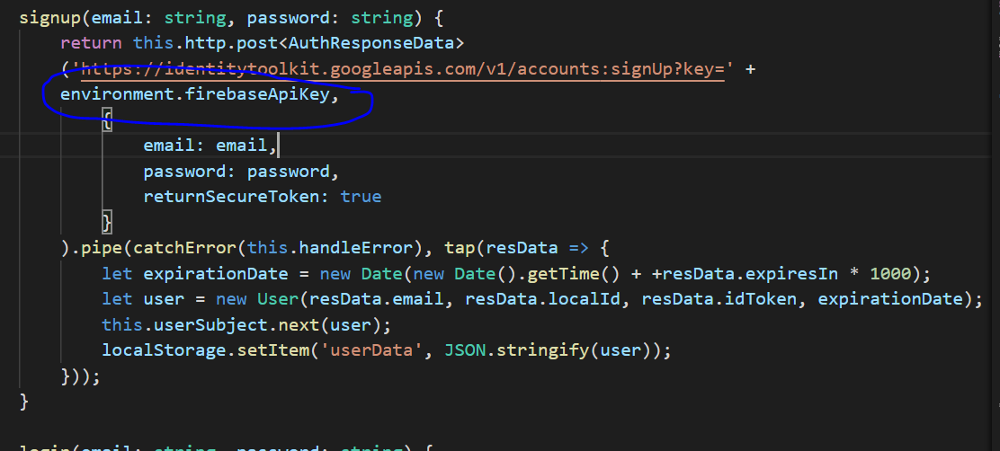 signup(email: string, password: string) {
return this.http.post<AuthResponseData>
('https://identitytoolkit.googleapis.com/v1/accounts:signUp?key=' +
environment.firebaseApiKey,
{
email: email,
password: password,
returnSecureToken: true
}
).pipe(catchError(this.handleError), tap(resData => {
let expirationDate = new Date(new Date().getTime() + +resData.expiresIn * 1000);
let user = new User(resData.email, resData.localId, resData.idToken, expirationDate);
this.userSubject.next(user);
localStorage.setItem('userData', JSON.stringify(user));
}));
}
login(email: string, password: string) {